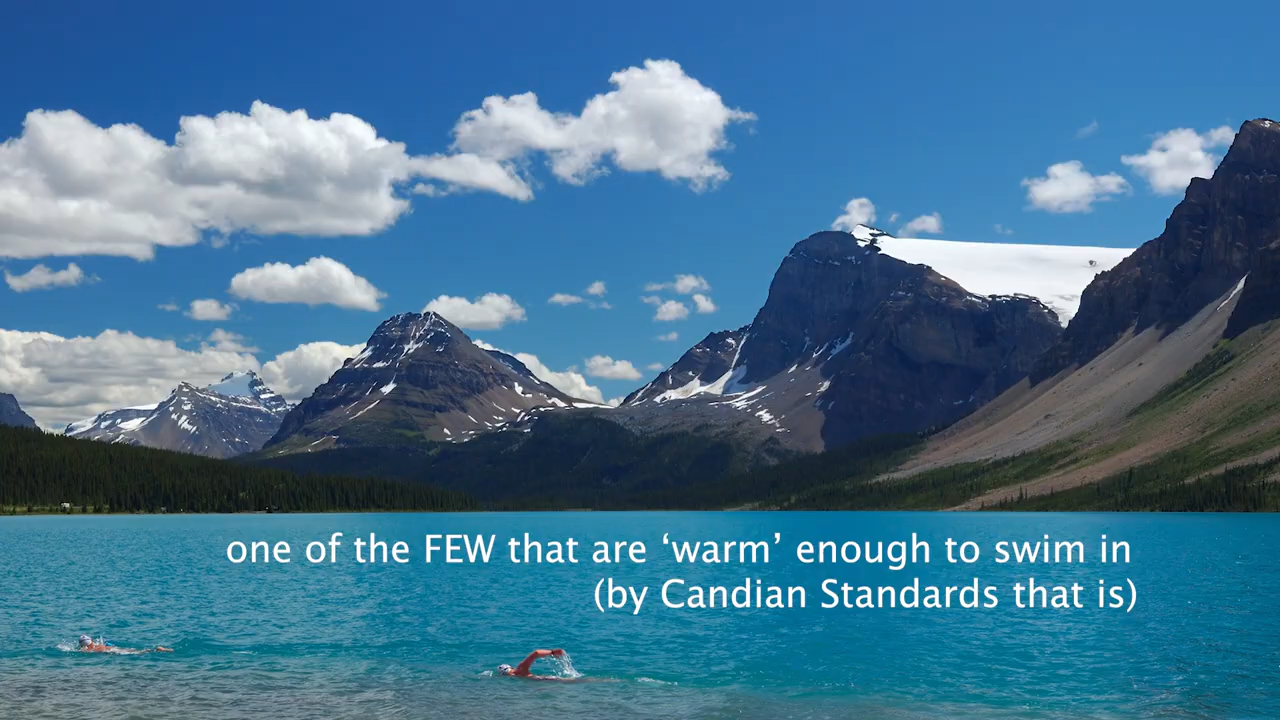 one of the FEW that are ‘warm’ enough to swim in
(by Candian Standards that is)